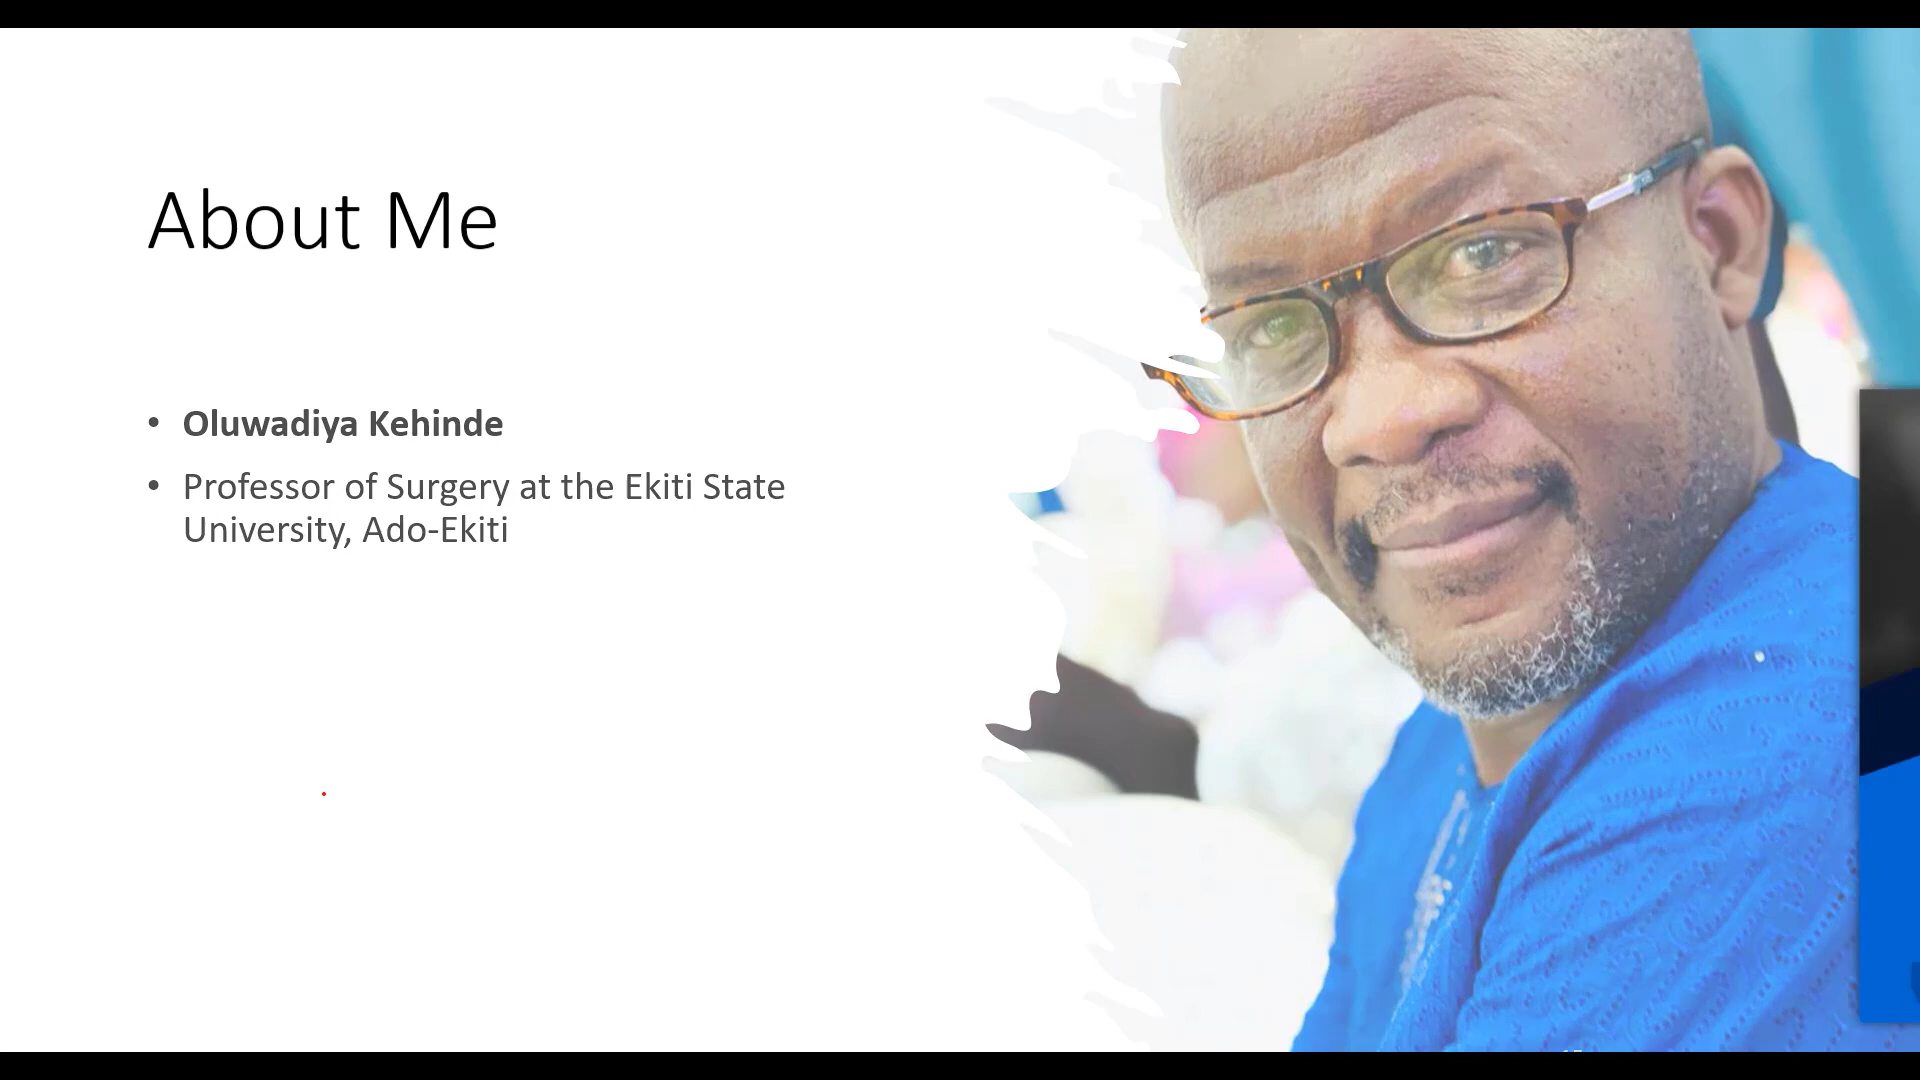 About Me
• Oluwadiya Kehinde
• Professor of Surgery at the Ekiti State
University, Ado-Ekiti